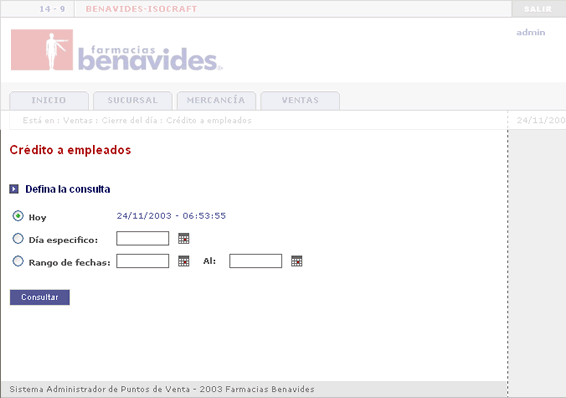 14 - 9 BENAVIDES-ISOCRAFT SALIR
admin
farmacias
benavides
INICIO SUCURSAL MERCANCÍA VENTAS
Está en : Ventas : Cierre del día : Crédito a empleados 24/11/200
Crédito a empleados
Defina la consulta
Hoy 24/11/2003 - 06:53:55
Día especifico:
Rango de fechas: Al:
Consultar
Sistema Administrador de Puntos de Venta - 2003 Farmacias Benavides